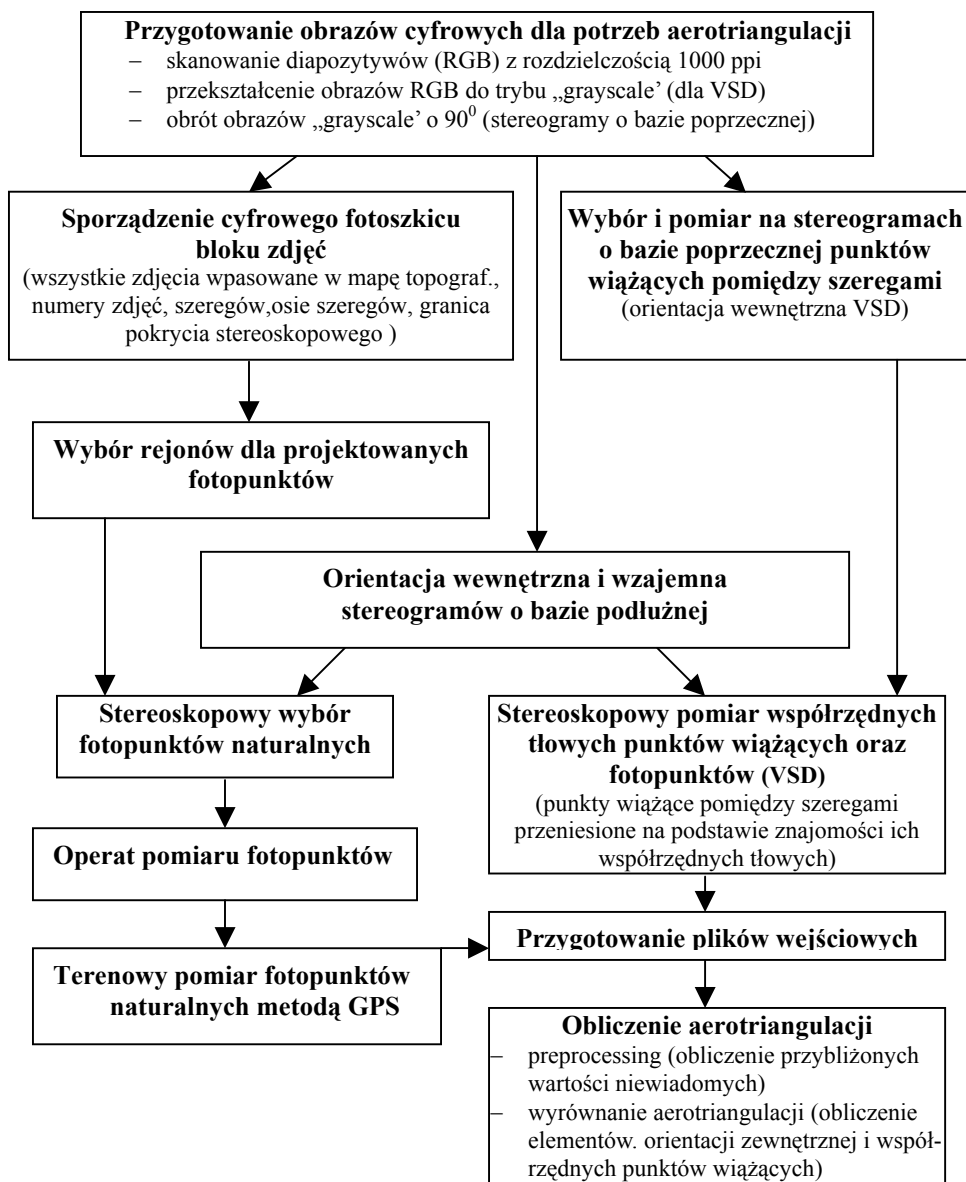 Przygotowanie obrazów cyfrowych dla potrzeb aerotriangulacji
– skanowanie diapozytywów (RGB) z rozdzielczością 1000 ppi
– przekształcenie obrazów RGB do trybu „grayscale’ (dla VSD)
– obrót obrazów „grayscale’ o 90⁰ (stereogramy o bazie poprzecznej)
Sporządzenie cyfrowego fotoszkicu
bloku zdjęć
(wszystkie zdjęcia wpasowane w mapę topograf.,
numery zdjęć, szeregów,osie szeregów, granica
pokrycia stereoskopowego )
Wybór i pomiar na stereogramach
o bazie poprzecznej punktów
wiążących pomiędzy szeregami
(orientacja wewnętrzna VSD)
Wybór rejonów dla projektowanych
fotopunktów
Orientacja wewnętrzna i wzajemna
stereogramów o bazie podłużnej
Stereoskopowy wybór
fotopunktów naturalnych
Stereoskopowy pomiar współrzędnych
tłowych punktów wiążących oraz
fotopunktów (VSD)
(punkty wiążące pomiędzy szeregami
przeniesione na podstawie znajomości ich
współrzędnych tłowych)
Operat pomiaru fotopunktów
Przygotowanie plików wejściowych
Terenowy pomiar fotopunktów
naturalnych metodą GPS
Obliczenie aerotriangulacji
– preprocessing (obliczenie przybliżonych
wartości niewiadomych)
– wyrównanie aerotriangulacji (obliczenie
elementów. orientacji zewnętrznej i współ-
rzędnych punktów wiążących)